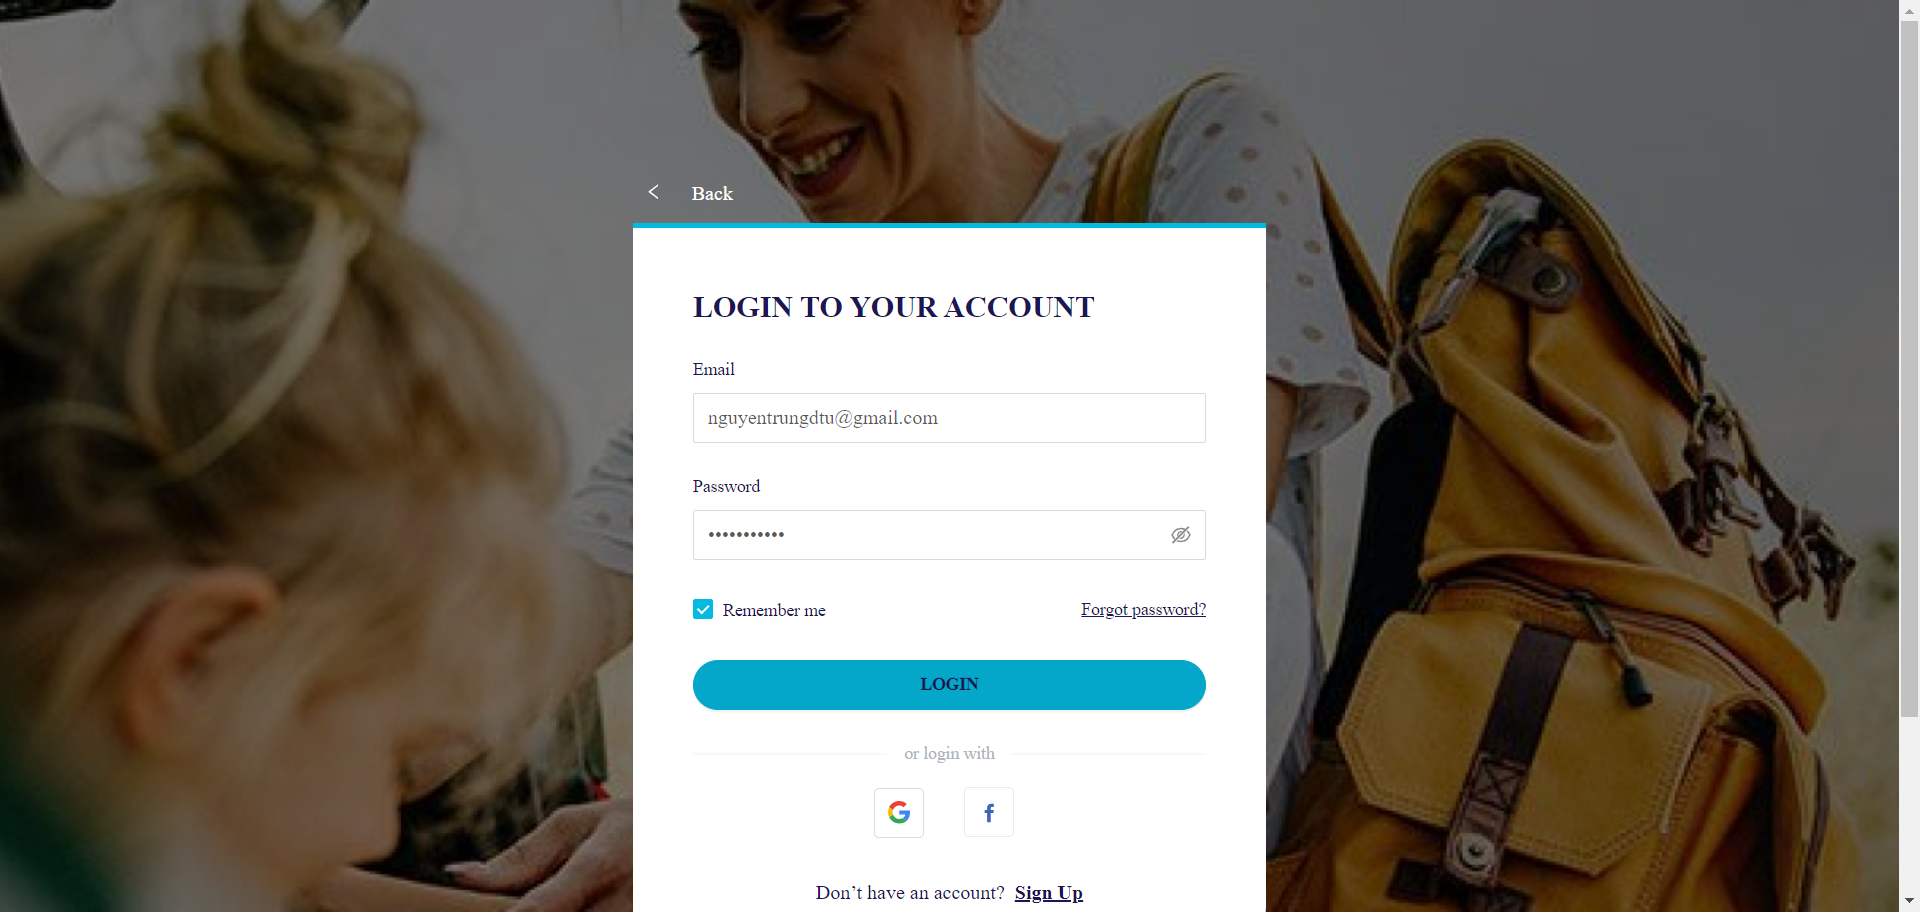 Back
LOGIN TO YOUR ACCOUNT
Email
nguyentrungdtu@gmail.com
Password
•••••••••••
Remember me
Forgot password?
LOGIN
or login with
Don’t have an account? Sign Up